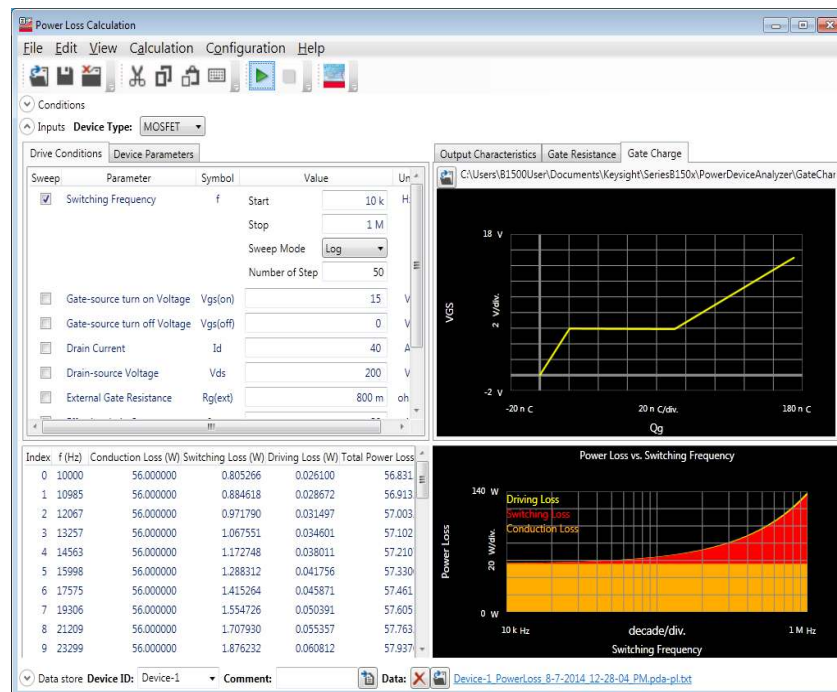 Power Loss Calculation
File Edit View Calculation Configuration Help
Conditions
Inputs Device Type: MOSFET
Drive Conditions Device Parameters
Sweep Parameter Symbol Value
Switching Frequency f Start 10 k
Stop 1 M
Sweep Mode Log
Number of Step 50
Gate-source turn on Voltage Vgs(on) 15 V
Gate-source turn off Voltage Vgs(off) 0 V
Drain Current Id 40 A
Drain-source Voltage Vds 200 V
External Gate Resistance Rg(ext) 800 m oh
Output Characteristics Gate Resistance Gate Charge
C:\Users\B1500User\Documents\Keysight\SeriesB150x\PowerDeviceAnalyzer\GateChar
18 V
VGS
2 V/div.
-2 V
-20 n C 20 n C/div. 180 n C
Qg
Index f (Hz) Conduction Loss (W) Switching Loss (W) Driving Loss (W) Total Power Loss
0 10000 56.000000 0.805266 0.026100 56.831
1 10985 56.000000 0.884618 0.028672 56.913
2 12067 56.000000 0.971790 0.031497 57.003
3 13257 56.000000 1.067551 0.034601 57.102
4 14563 56.000000 1.172748 0.038011 57.210
5 15998 56.000000 1.288312 0.041756 57.330
6 17575 56.000000 1.415264 0.045871 57.461
7 19306 56.000000 1.554726 0.050391 57.605
8 21209 56.000000 1.707930 0.055357 57.763
9 23299 56.000000 1.876232 0.060812 57.937
Power Loss vs. Switching Frequency
140 W
Driving Loss
Switching Loss
Conduction Loss
Power Loss
20 W/div.
0 W
10 k Hz decade/div. 1 M Hz
Switching Frequency
Data store Device ID: Device-1 Comment: Data: Device-1_PowerLoss_8-7-2014_12-28-04_PM.pda-pl.txt